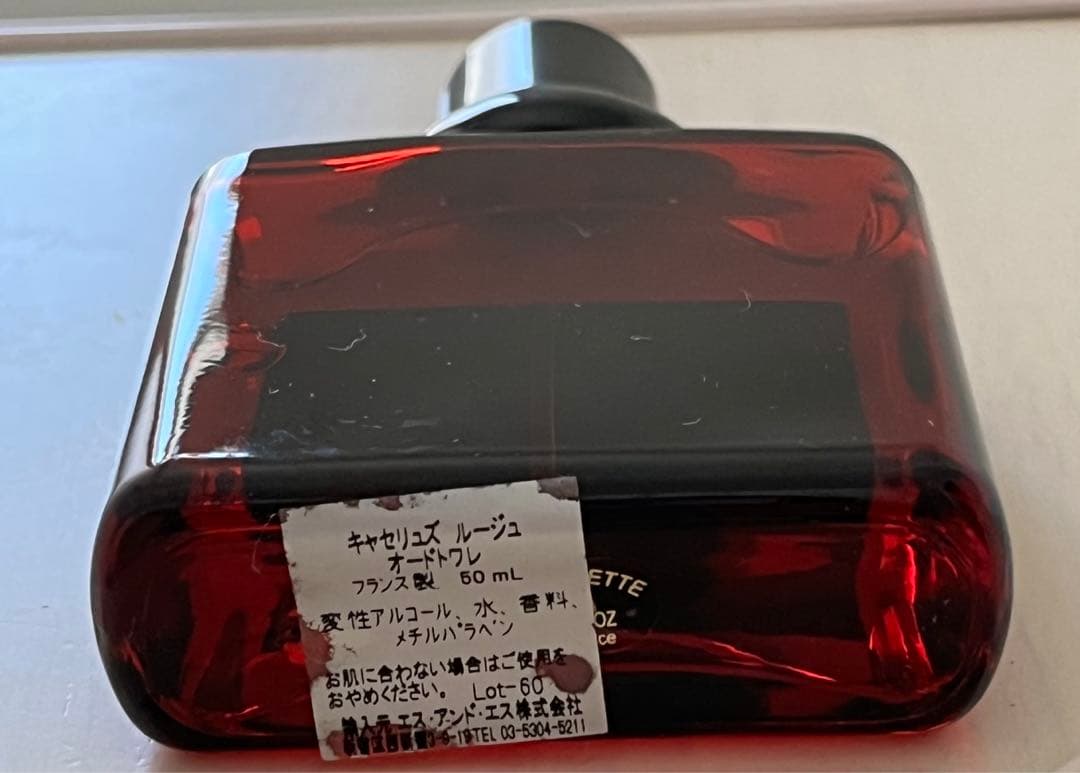 キャセリュズ ルージュ
オードトワレ
フランス製 50 mL
変性アルコール、水、香料、
メチルパラベン
お肌に合わない場合はご使用を
おやめください。 Lot-60
エス・アンド・エス株式会社
TEL 03-5304-5211
ETTE
OZ
ce